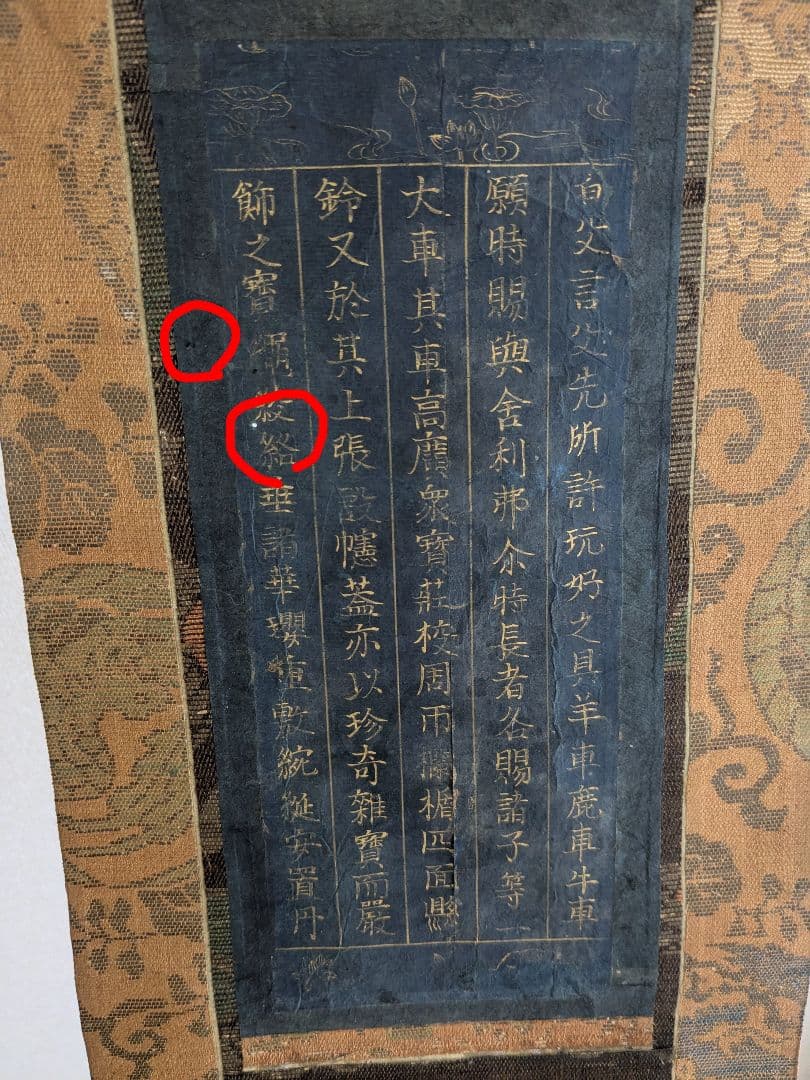 白父言父先所許玩好之具羊車鹿車牛車
願時賜與舍利弗尒時長者各賜諸子等一
大車其車高廣衆寶莊校周帀欄楯四面懸
鈴又於其上張設幰蓋亦以珍奇雜寶而嚴
飾之寶繩絞絡垂諸華瓔重敷綩綖安置丹